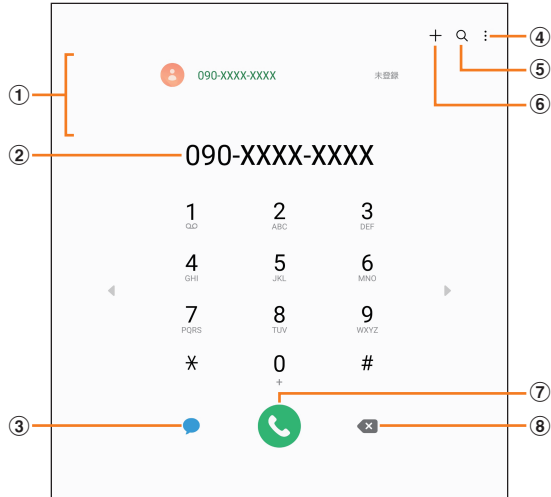 ④
⑤
⑥
①
090-XXXX-XXXX 未登録
② 090-XXXX-XXXX
1 2 3
ABC DEF
4 5 6
GHI JKL MNO
7 8 9
PQRS TUV WXYZ
* 0 #
+
⑦
③ ⑧